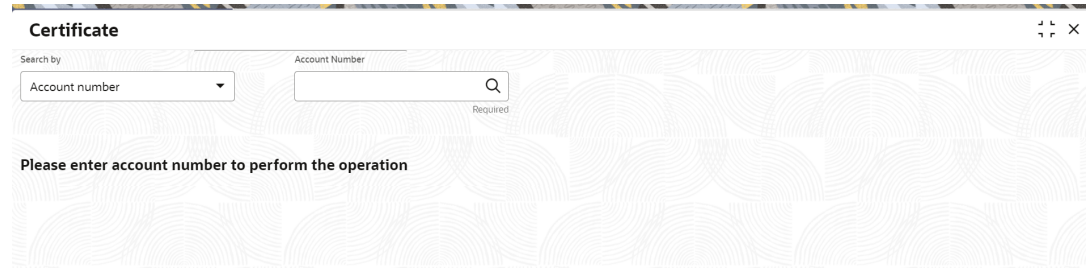 Certificate
Search by
Account Number
Account number
Required
Please enter account number to perform the operation